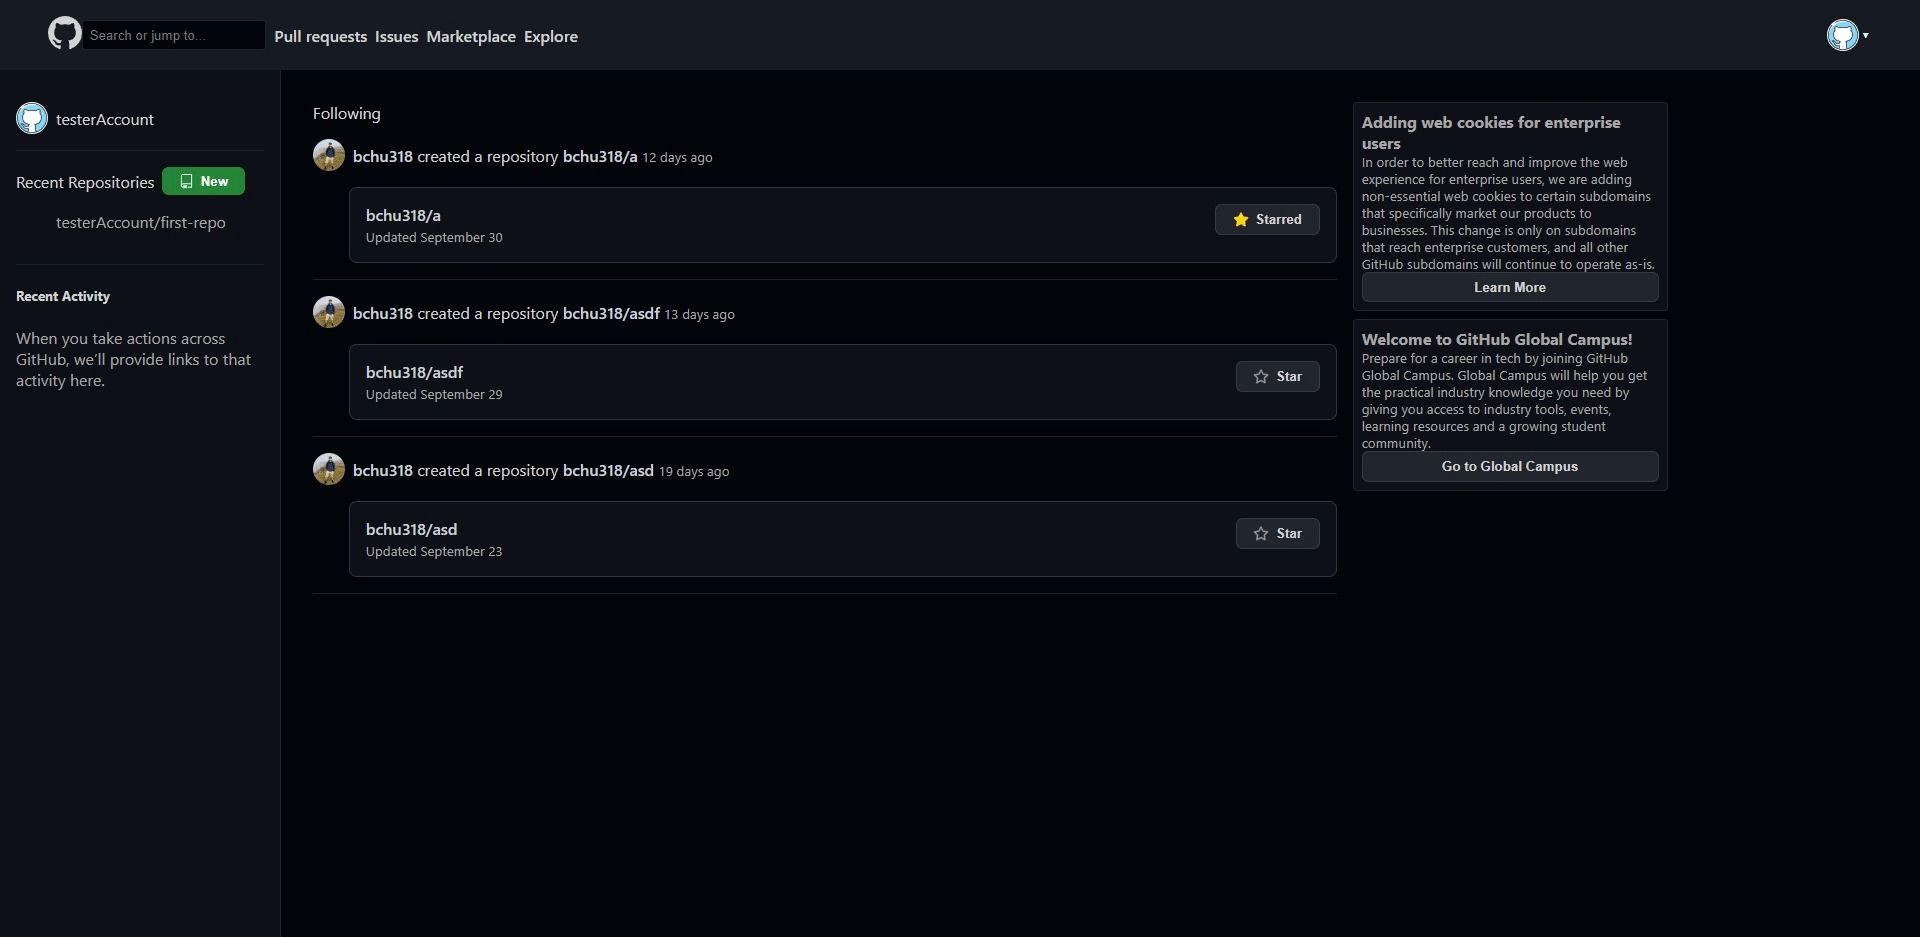 Search or jump to...
Pull requests Issues Marketplace Explore
testerAccount
Recent Repositories New
testerAccount/first-repo
Recent Activity
When you take actions across
GitHub, we’ll provide links to that
activity here.
Following
bchu318 created a repository bchu318/a 12 days ago
bchu318/a
Updated September 30
Starred
bchu318 created a repository bchu318/asdf 13 days ago
bchu318/asdf
Updated September 29
Star
bchu318 created a repository bchu318/asd 19 days ago
bchu318/asd
Updated September 23
Star
Adding web cookies for enterprise
users
In order to better reach and improve the web
experience for enterprise users, we are adding
non-essential web cookies to certain subdomains
that specifically market our products to
businesses. This change is only on subdomains
that reach enterprise customers, and all other
GitHub subdomains will continue to operate as-is.
Learn More
Welcome to GitHub Global Campus!
Prepare for a career in tech by joining GitHub
Global Campus. Global Campus will help you get
the practical industry knowledge you need by
giving you access to industry tools, events,
learning resources and a growing student
community.
Go to Global Campus